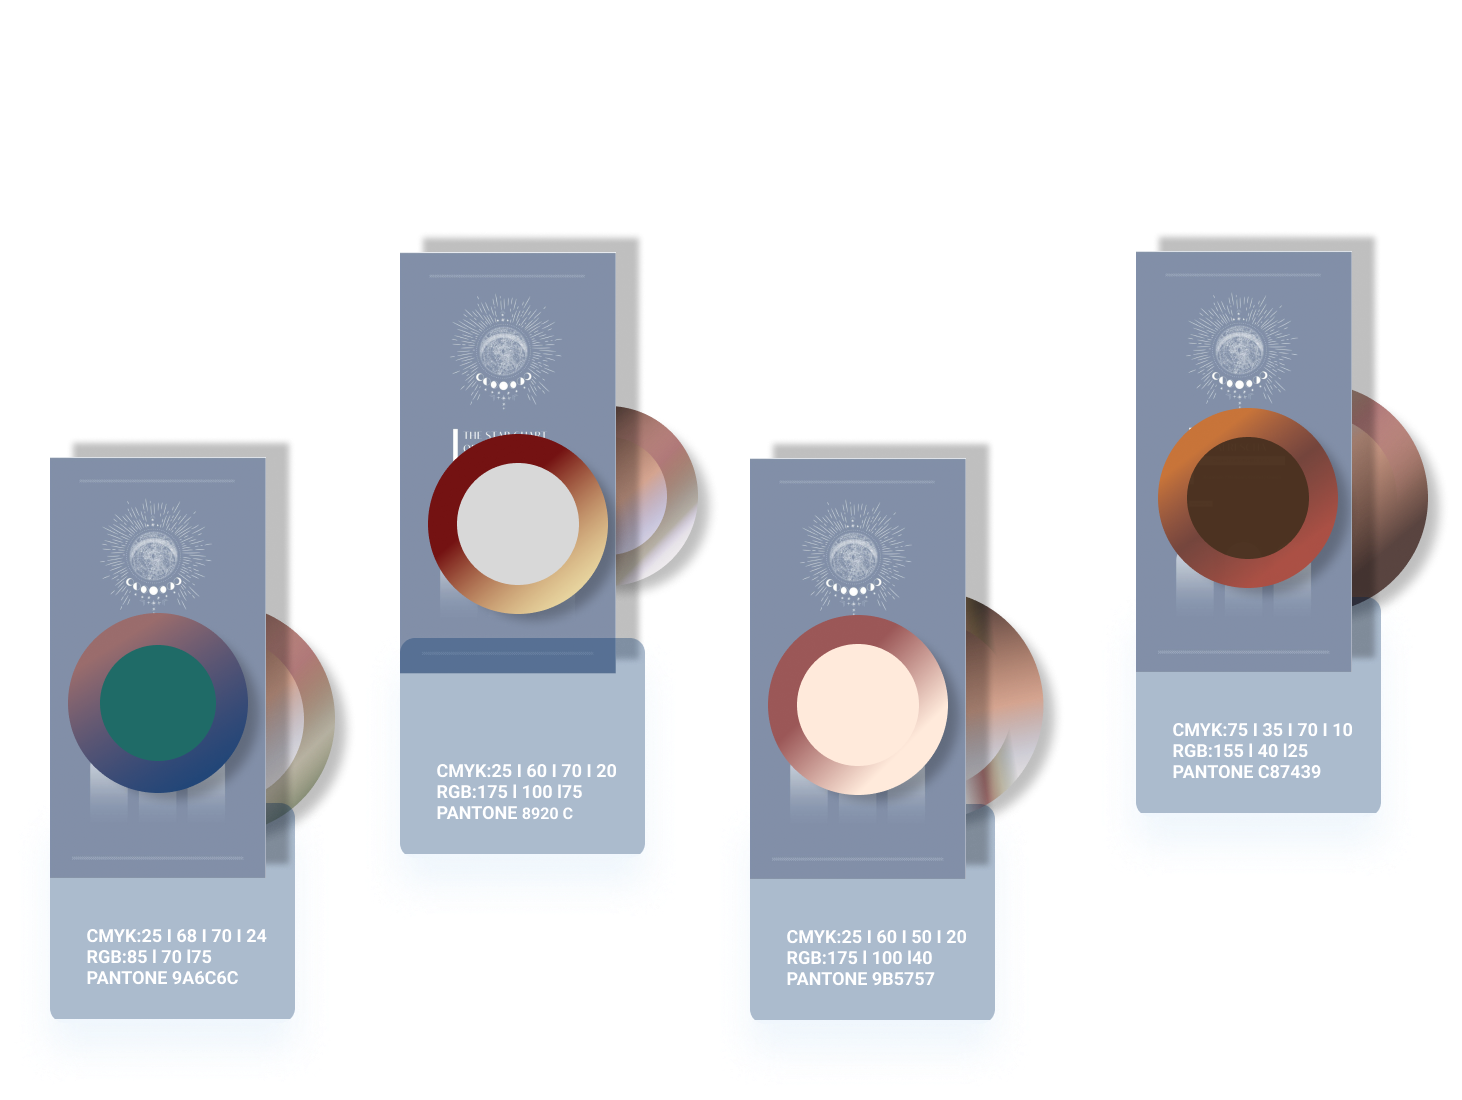 CMYK:25 I 68 I 70 I 24
RGB:85 I 70 I75
PANTONE 9A6C6C
THE STAR CHART
CMYK:25 I 60 I 70 I 20
RGB:175 I 100 I75
PANTONE 8920 C
CMYK:25 I 60 I 50 I 20
RGB:175 I 100 I40
PANTONE 9B5757
CMYK:75 I 35 I 70 I 10
RGB:155 I 40 I25
PANTONE C87439